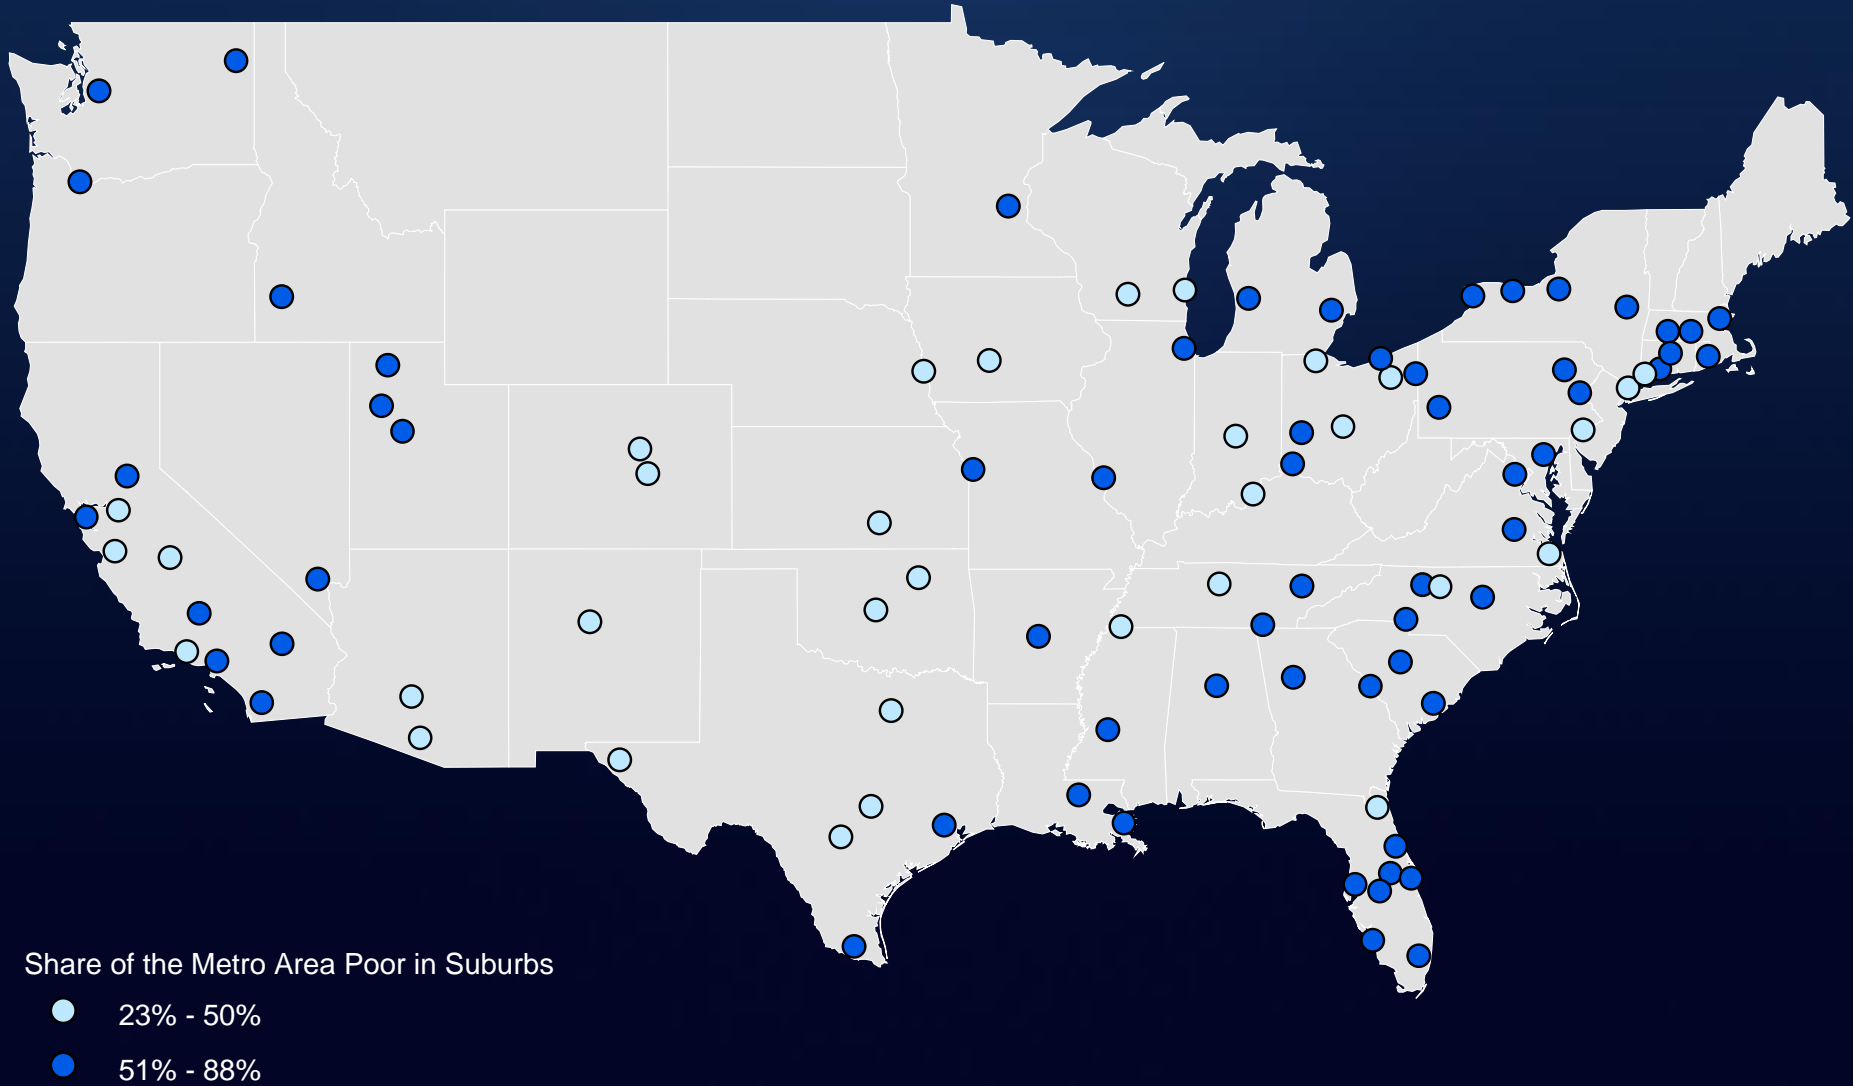 Share of the Metro Area Poor in Suburbs
23% - 50%
51% - 88%